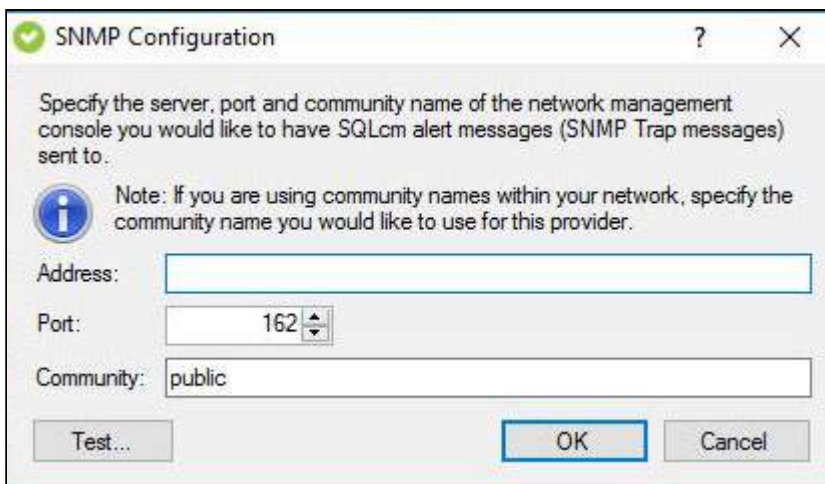 SNMP Configuration
?
Specify the server, port and community name of the network management
console you would like to have SQLcm alert messages (SNMP Trap messages)
sent to.
Note: If you are using community names within your network, specify the
community name you would like to use for this provider.
Address:
Port: 162
Community: public
Test... OK Cancel